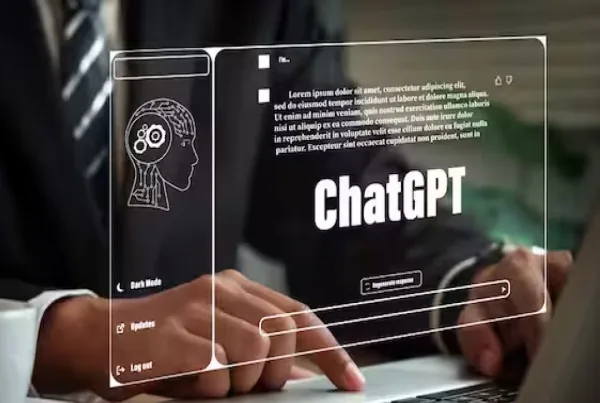 I'm...
Lorem ipsum dolor sit amet, consectetur adipiscing elit,
sed do eiusmod tempor incididunt ut labore et dolore magna aliqua.
Ut enim ad minim veniam, quis nostrud exercitation ullamco laboris
nisi ut aliquip ex ea commodo consequat. Duis aute irure dolor
in reprehenderit in voluptate velit esse cillum dolore eu fugiat nulla
pariatur. Excepteur sint occaecat cupidatat non proident, sunt in
ChatGPT
Regenerate response
Dark Mode
Updates
Log out